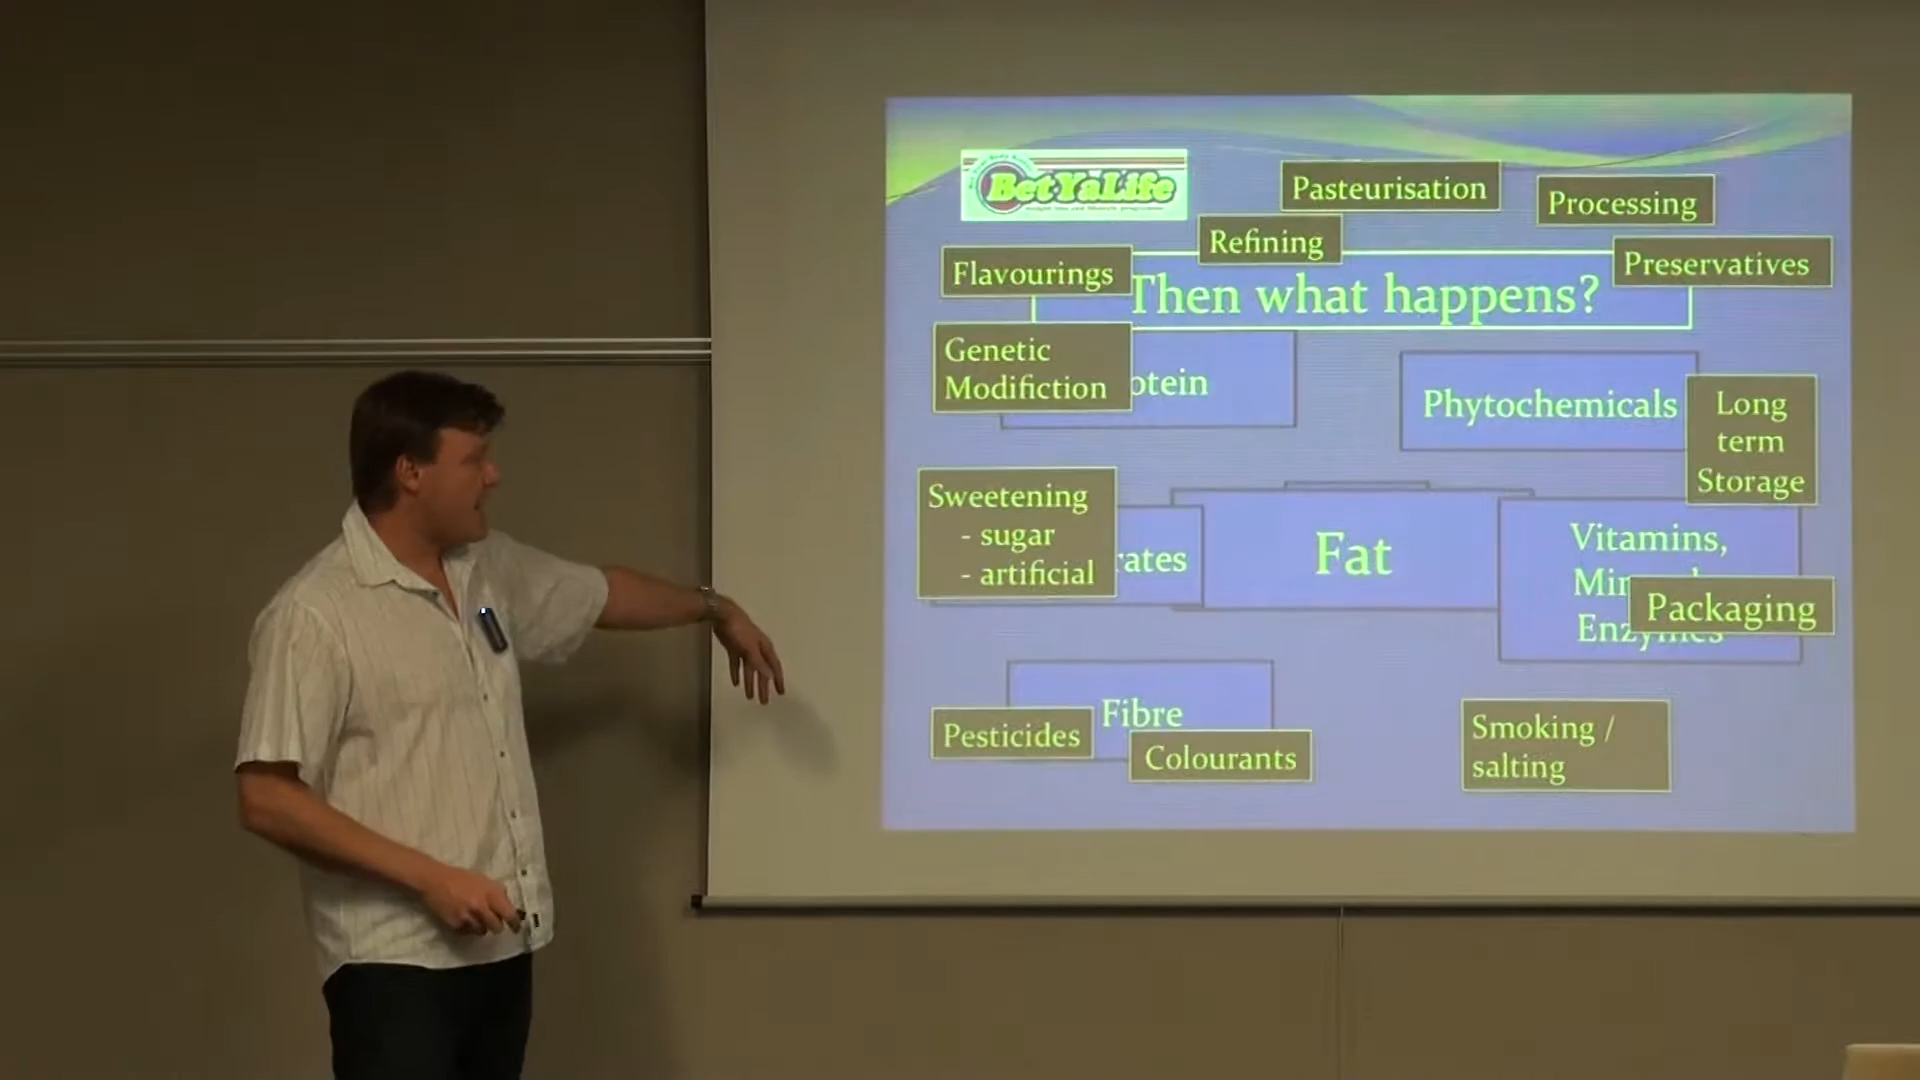 BetYaLife
Pasteurisation
Processing
Refining
Preservatives
Flavourings
Then what happens?
Genetic
Modifiction
otein
Phytochemicals
Long
term
Storage
Sweetening
- sugar
- artificial
rates
Fat
Vitamins,
Packaging
Enzymes
Fibre
Pesticides
Colourants
Smoking /
salting